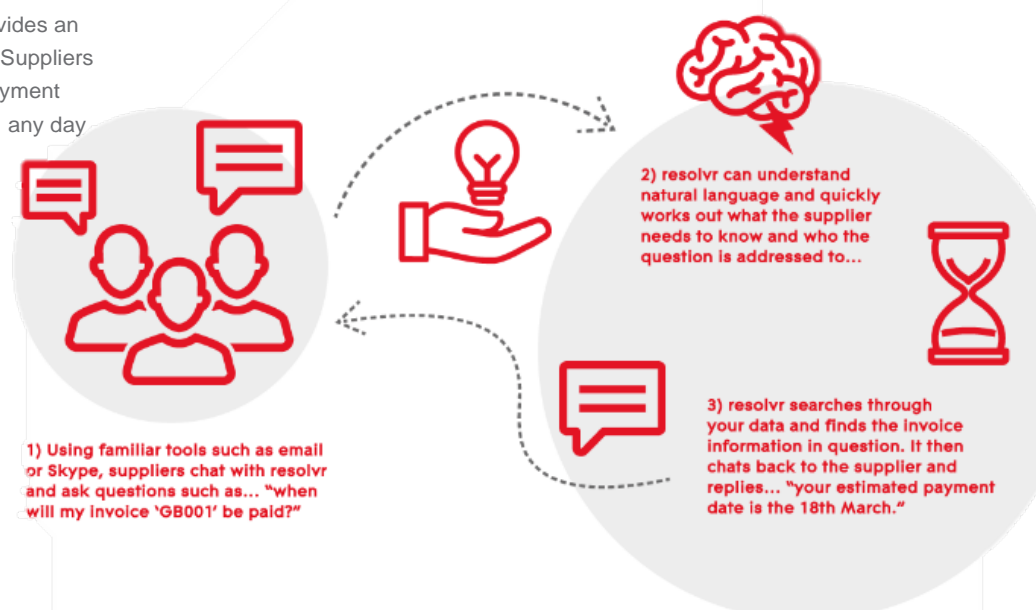 vides an
Suppliers
yment
any day
1) Using familiar tools such as email
or Skype, suppliers chat with resolvr
and ask questions such as... “when
will my invoice ‘GB001’ be paid?”
2) resolvr can understand
natural language and quickly
works out what the supplier
needs to know and who the
question is addressed to...
3) resolvr searches through
your data and finds the invoice
information in question. It then
chats back to the supplier and
replies... “your estimated payment
date is the 18th March.”